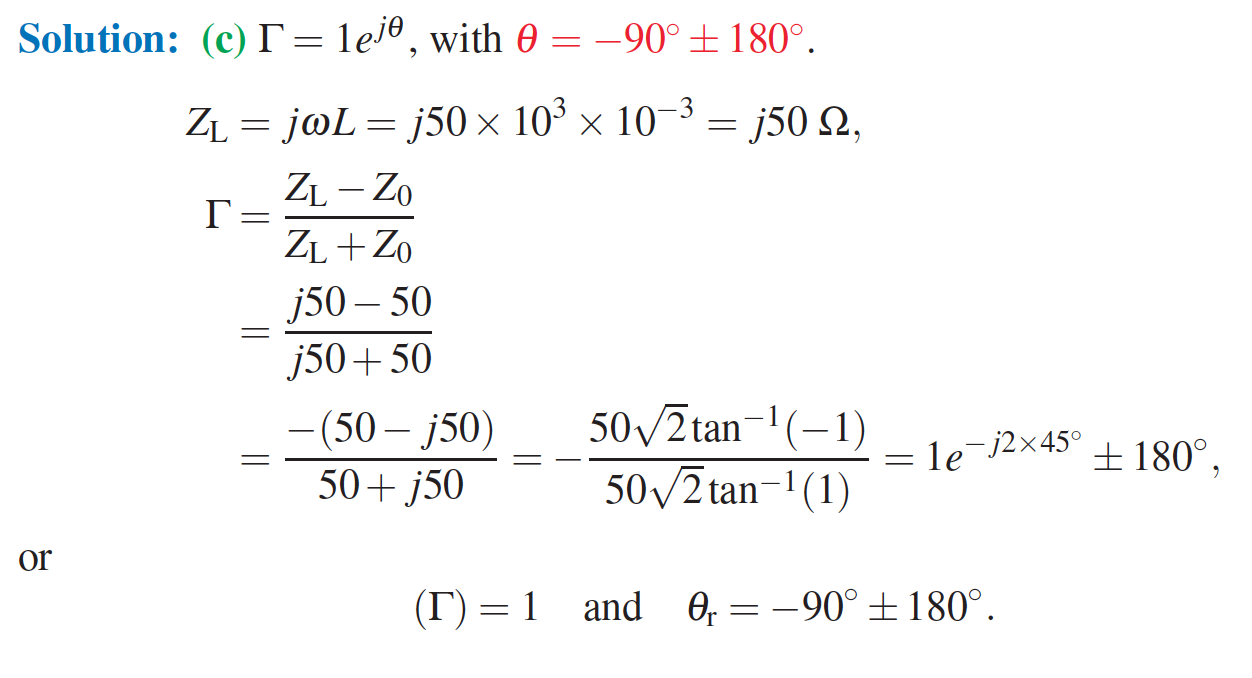 Solution: (c) Γ = 1e^{jθ}, with θ = −90° ± 180°.
Z_L = jωL = j50 × 10³ × 10⁻³ = j50 Ω,
Γ = (Z_L − Z_0)/(Z_L + Z_0)
= (j50 − 50)/(j50 + 50)
= −(50 − j50)/(50 + j50) = − (50√2 tan⁻¹(−1))/(50√2 tan⁻¹(1)) = 1e^{−j2×45°} ± 180°,
or
(Γ) = 1 and θ_r = −90° ± 180°.